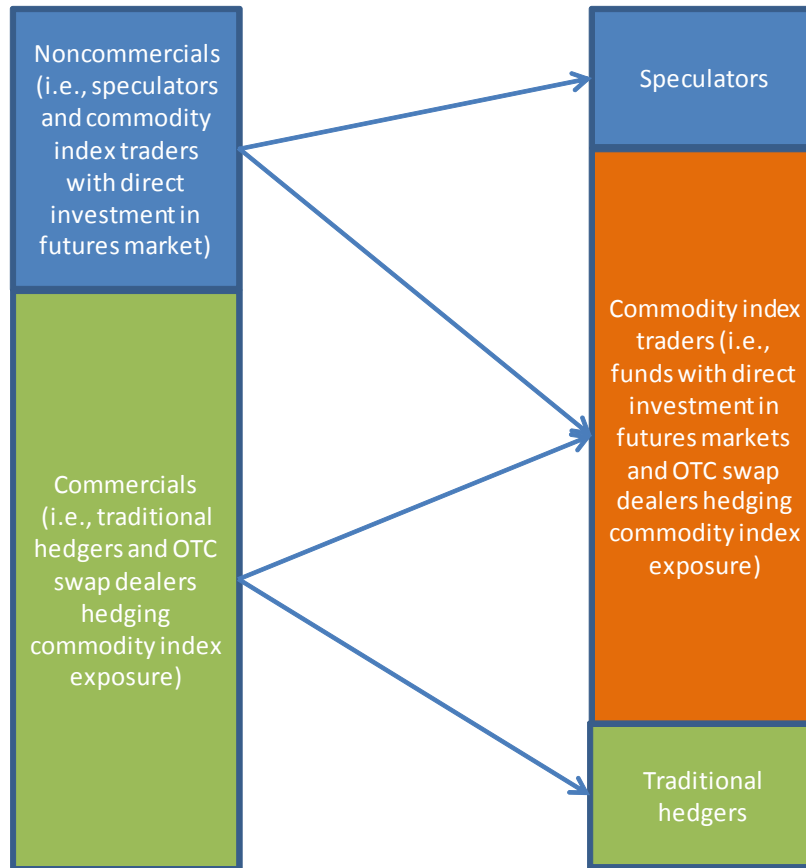 Noncommercials
(i.e., speculators
and commodity
index traders
with direct
investment in
futures market)
Commercials
(i.e., traditional
hedgers and OTC
swap dealers
hedging
commodity index
exposure)
Speculators
Commodity index
traders (i.e.,
funds with direct
investment in
futures markets
and OTC swap
dealers hedging
commodity index
exposure)
Traditional
hedgers